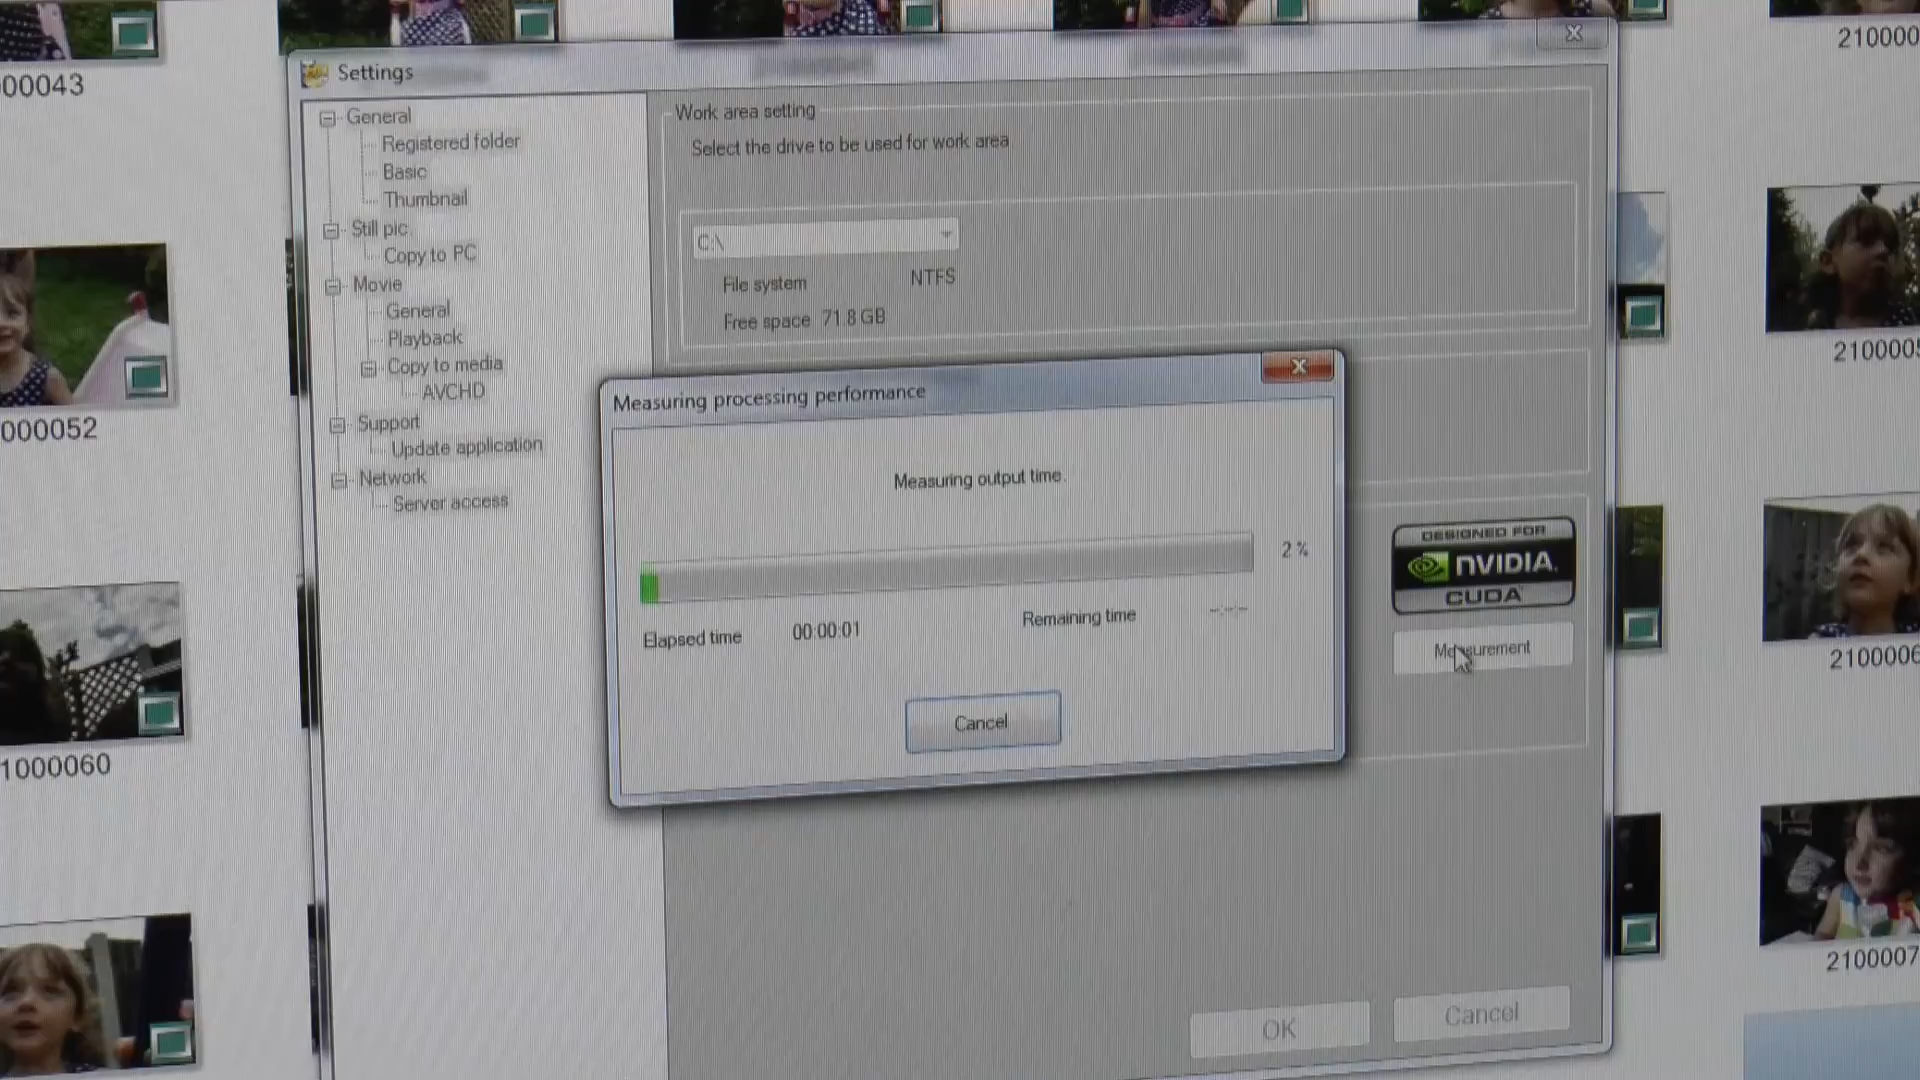 00043
210000
Settings
General
Registered folder
Basic
Thumbnail
Still pic
Copy to PC
Movie
General
Playback
Copy to media
AVCHD
Support
Update application
Network
Server access
Work area setting
Select the drive to be used for work area
C:\
File system NTFS
Free space 71.8 GB
Measuring processing performance
Measuring output time.
2 %
Elapsed time 00:00:01
Remaining time --:--:--
Cancel
DESIGNED FOR
NVIDIA.
CUDA
Measurement
OK
Cancel
000052
1000060
210000
2100006
2100007